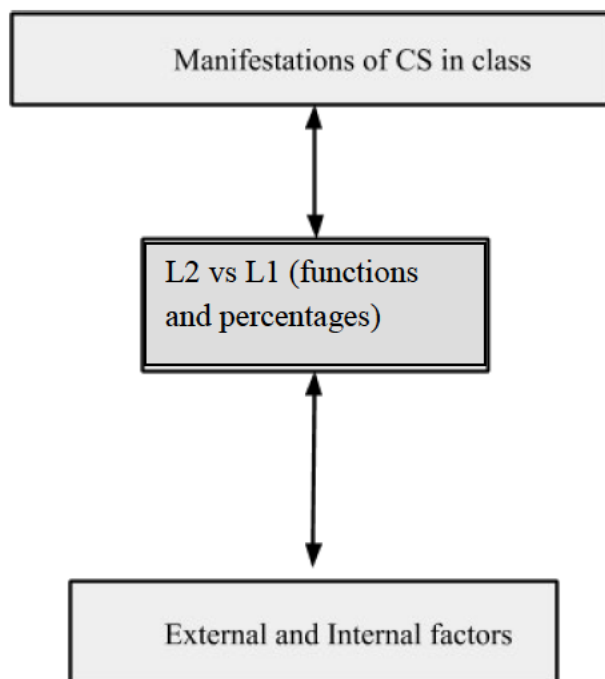 Manifestations of CS in class
L2 vs L1 (functions
and percentages)
External and Internal factors